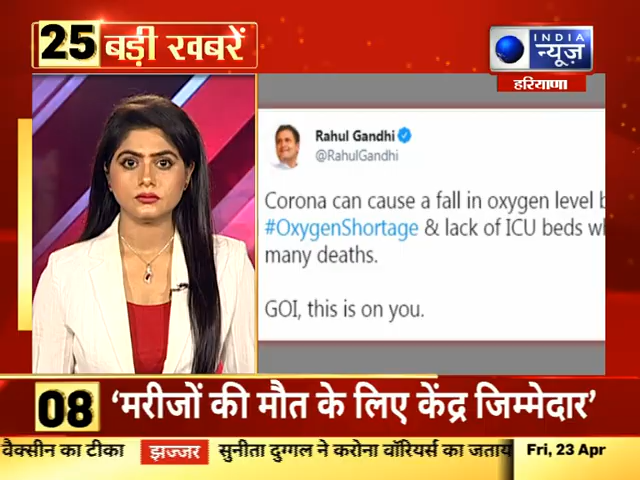 25 बड़ी खबरें
INDIA
न्यूज़
हरियाणा
Rahul Gandhi
@RahulGandhi
Corona can cause a fall in oxygen level b
#OxygenShortage & lack of ICU beds wi
many deaths.
GOI, this is on you.
08 ‘मरीजों की मौत के लिए केंद्र जिम्मेदार’
वैक्सीन का टीका झज्जर सुनीता दुग्गल ने करोना वॉरियर्स का जताय Fri, 23 Apr